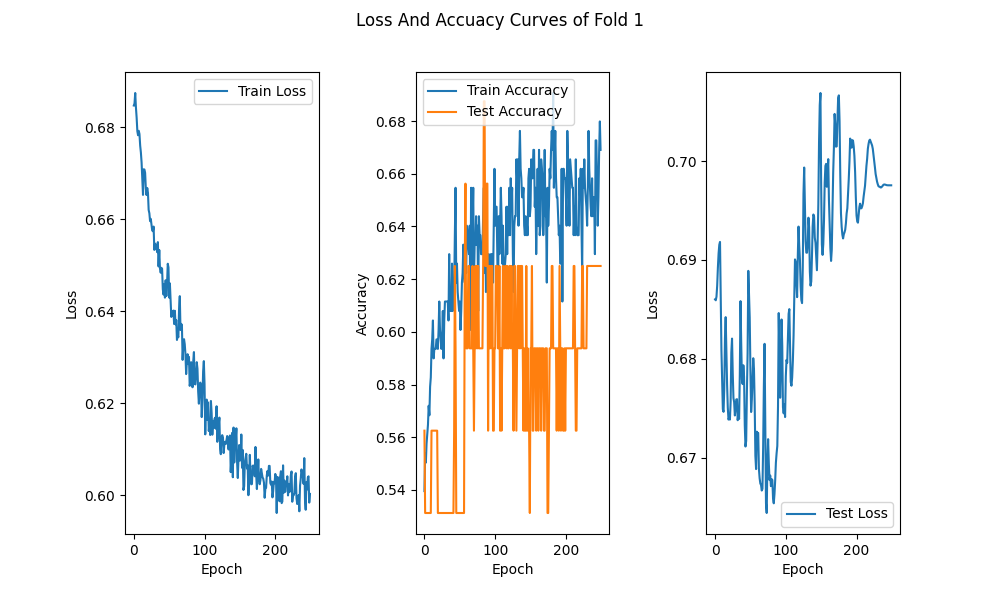 Loss And Accuacy Curves of Fold 1
Train Loss
0.68
0.66
0.64
0.62
0.60
Loss
0 100 200
Epoch
Train Accuracy
Test Accuracy
0.68
0.66
0.64
0.62
0.60
0.58
0.56
0.54
Accuracy
0 100 200
Epoch
0.70
0.69
0.68
0.67
Loss
Test Loss
0 100 200
Epoch